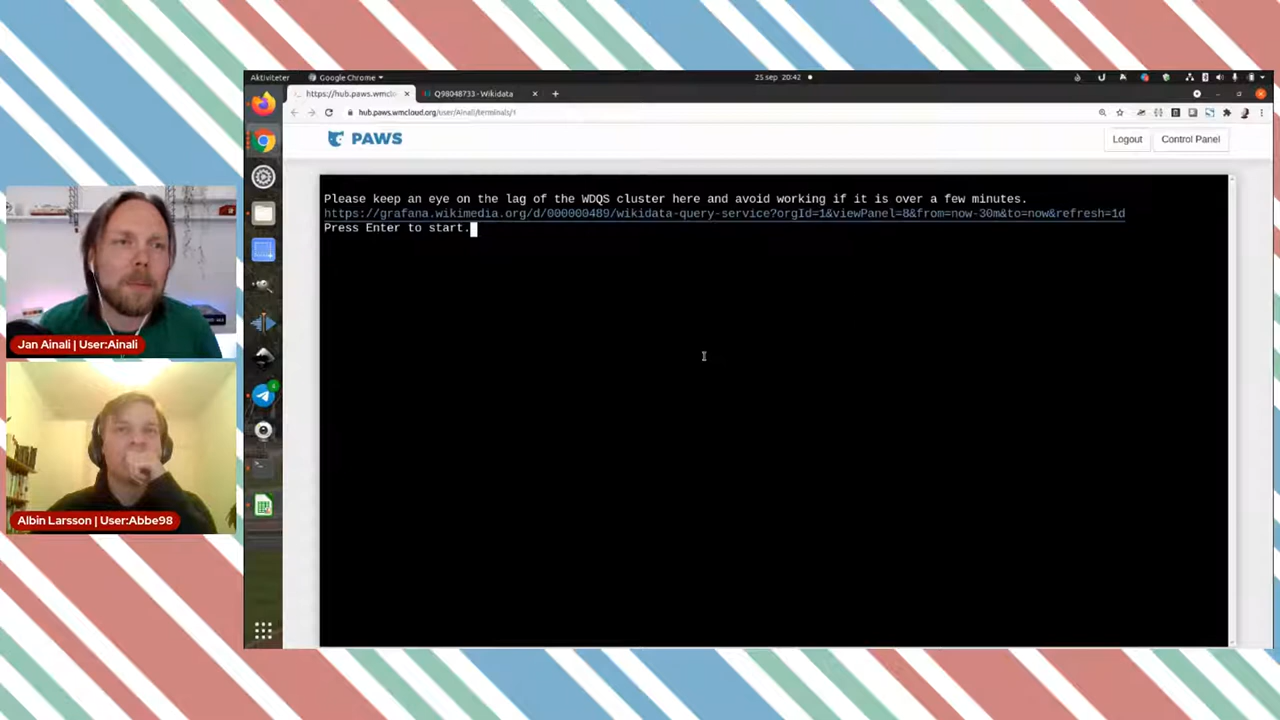 Aktiviteter
Google Chrome
25 sep 20:42
https://hub.paws.wmclo
Q98048733 - Wikidata
hub.paws.wmcloud.org/user/Ainali/terminals/1
PAWS
Logout
Control Panel
Please keep an eye on the lag of the WDQS cluster here and avoid working if it is over a few minutes.
https://grafana.wikimedia.org/d/000000489/wikidata-query-service?orgId=1&viewPanel=8&from=now-30m&to=now&refresh=1d
Press Enter to start.
Jan Ainali | User:Ainali
Albin Larsson | User:Abbe98